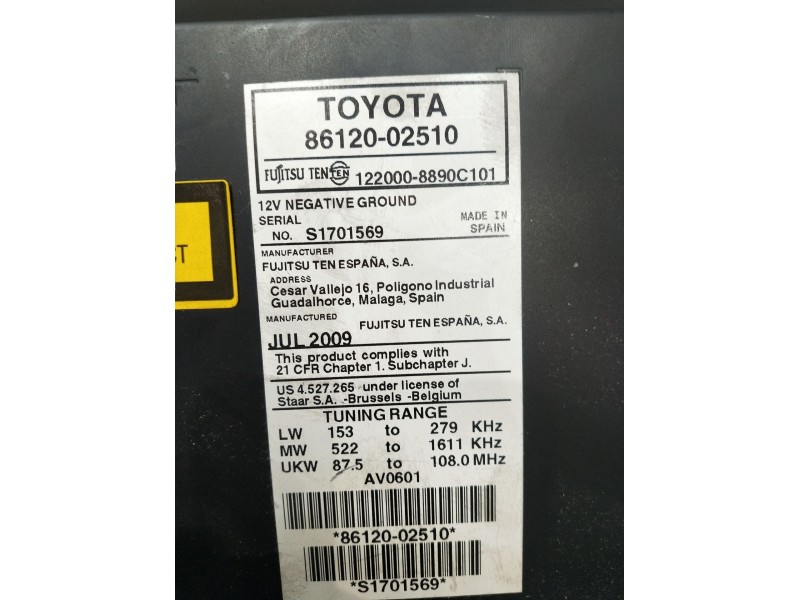 TOYOTA
86120-02510
FUJITSU TEN TEN 122000-8890C101
12V NEGATIVE GROUND
SERIAL
NO. S1701569
MADE IN
SPAIN
MANUFACTURER
FUJITSU TEN ESPAÑA, S.A.
ADDRESS
Cesar Vallejo 16, Poligono Industrial
Guadalhorce, Malaga, Spain
MANUFACTURED FUJITSU TEN ESPAÑA, S.A.
JUL 2009
This product complies with
21 CFR Chapter 1. Subchapter J.
US 4.527.265 under license of
Staar S.A. -Brussels -Belgium
TUNING RANGE
LW 153 to 279 KHz
MW 522 to 1611 KHz
UKW 87.5 to 108.0 MHz
AV0601
*86120-02510*
*S1701569*